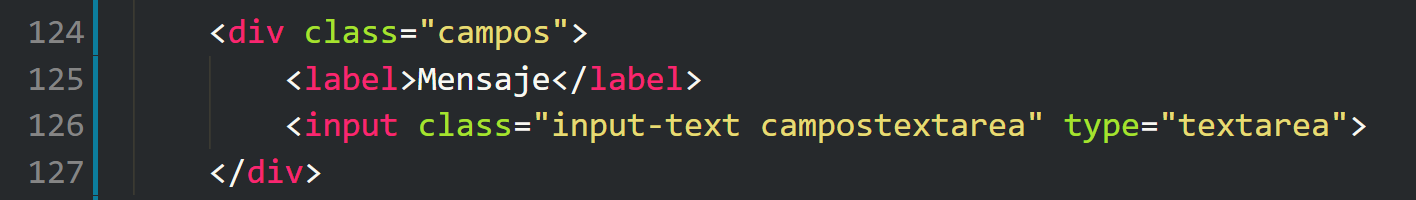 124 <div class="campos">
125 <label>Mensaje</label>
126 <input class="input-text campostextarea" type="textarea">
127 </div>